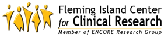 Fleming Island Center
for Clinical Research
Member of ENCORE Research Group